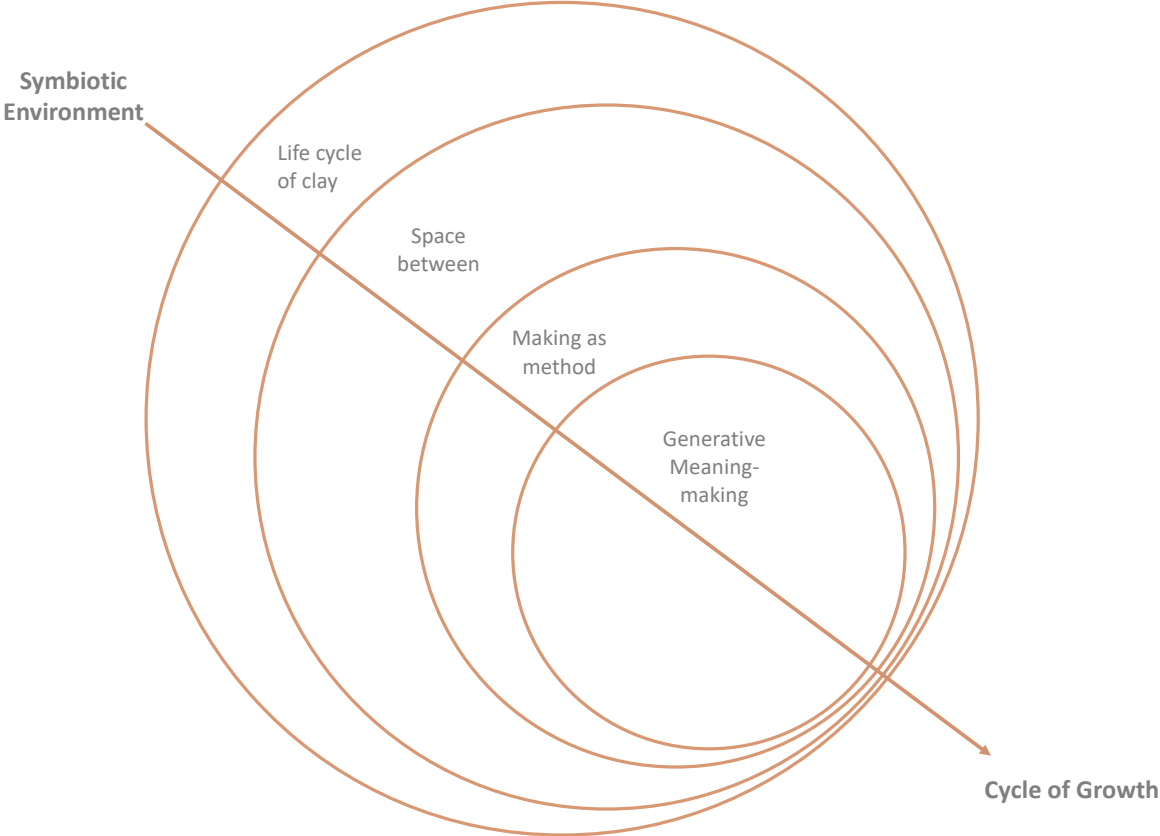 Symbiotic
Environment
Life cycle
of clay
Space
between
Making as
method
Generative
Meaning-
making
Cycle of Growth